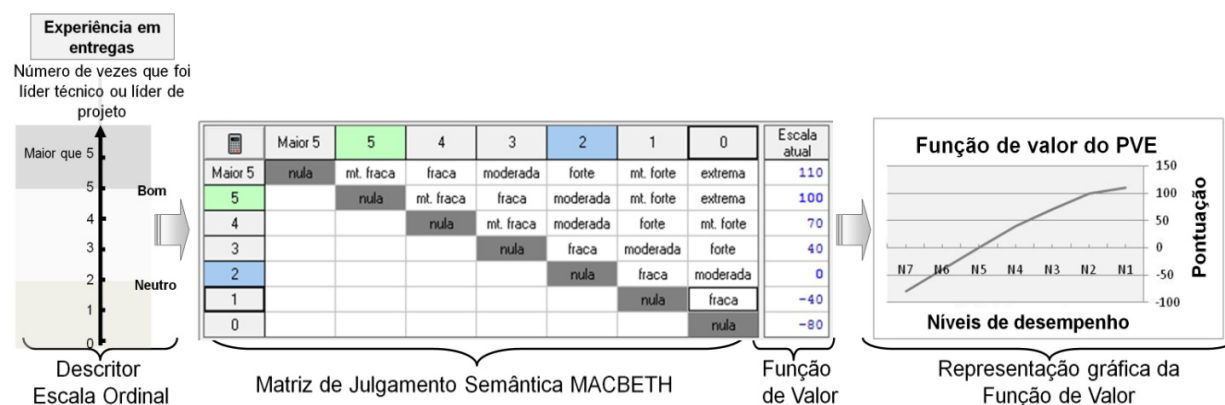 Experiência em
entregas
Número de vezes que foi
líder técnico ou líder de
projeto
Maior que 5
5
Bom
4
3
2
Neutro
1
0
Descritor
Escala Ordinal
Maior 5 5 4 3 2 1 0 Escala atual
Maior 5 nula mt. fraca fraca moderada forte mt. forte extrema 110
5 nula mt. fraca fraca moderada mt. forte extrema 100
4 nula mt. fraca moderada forte mt. forte 70
3 nula fraca moderada forte 40
2 nula fraca moderada 0
1 nula fraca -40
0 nula -80
Matriz de Julgamento Semântica MACBETH
Função
de Valor
Função de valor do PVE
150
100
50
0
-50
-100
Pontuação
N7 N6 N5 N4 N3 N2 N1
Níveis de desempenho
Representação gráfica da
Função de Valor